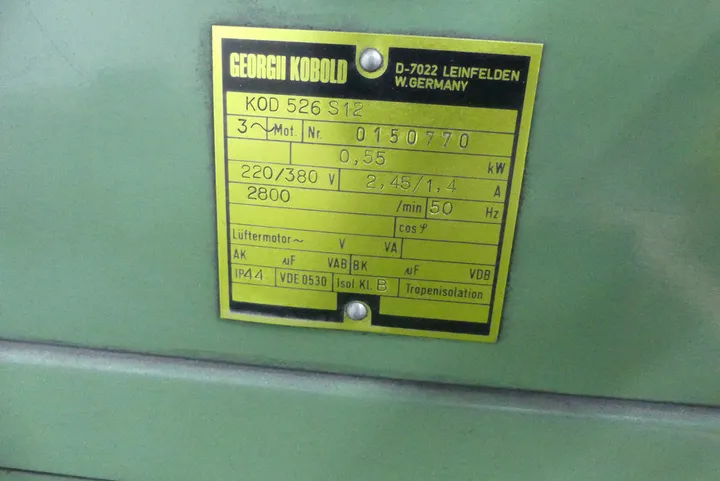 GEORGII KOBOLD
D-7022 LEINFELDEN
W.GERMANY
KOD 526 S12
3~Mot. Nr. 0150770
0,55 kW
220/380 V 2,45/1,4 A
2800 /min 50 Hz
cos φ
Lüftermotor~ V VA
AK µF VAB BK µF VDB
IP44 VDE 0530 Isol. Kl. B Tropenisolation